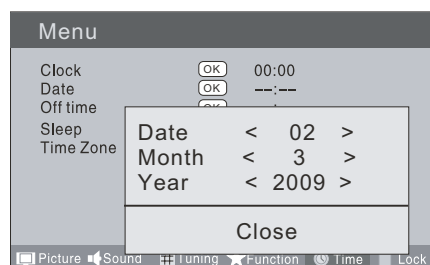 Menu
Clock OK 00:00
Date OK --:--
Off time
Sleep
Time Zone
Date < 02 >
Month < 3 >
Year < 2009 >
Close
Picture Sound Tuning Function Time Lock